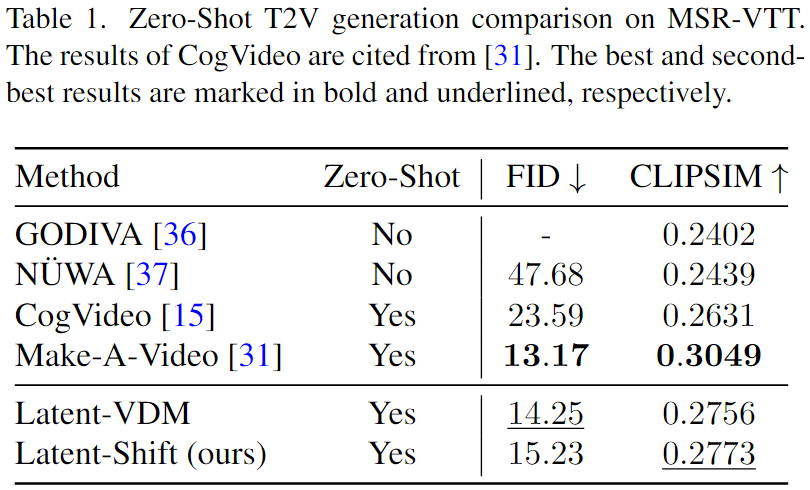 Table 1. Zero-Shot T2V generation comparison on MSR-VTT.
The results of CogVideo are cited from [31]. The best and second-
best results are marked in bold and underlined, respectively.
Method Zero-Shot FID ↓ CLIPSIM ↑
GODIVA [36] No - 0.2402
NÜWA [37] No 47.68 0.2439
CogVideo [15] Yes 23.59 0.2631
Make-A-Video [31] Yes 13.17 0.3049
Latent-VDM Yes 14.25 0.2756
Latent-Shift (ours) Yes 15.23 0.2773